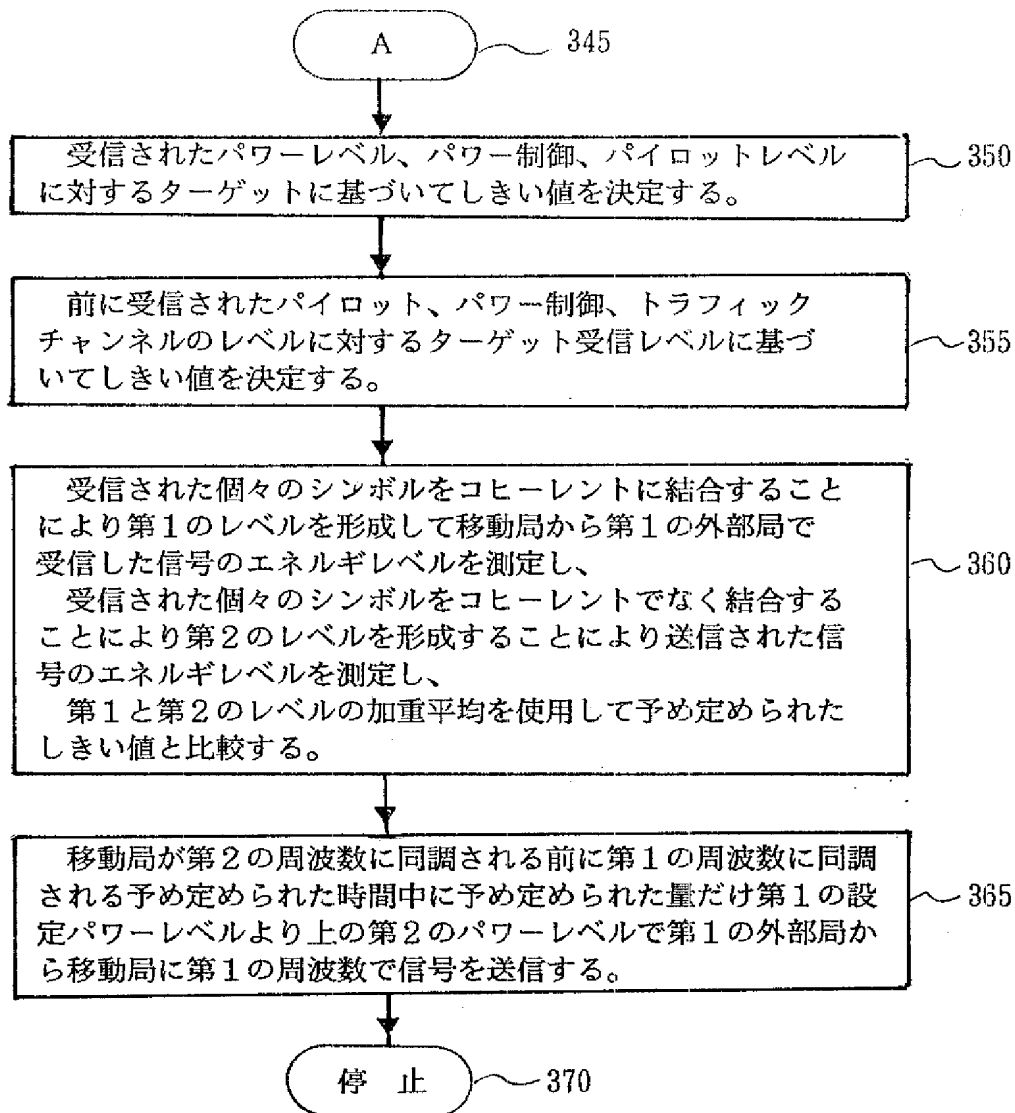 A
345
受信されたパワーレベル、パワー制御、パイロットレベル
に対するターゲットに基づいてしきい値を決定する。
350
前に受信されたパイロット、パワー制御、トラフィック
チャンネルのレベルに対するターゲット受信レベルに基づ
いてしきい値を決定する。
355
受信された個々のシンボルをコヒーレントに結合すること
により第１のレベルを形成して移動局から第１の外部局で
受信した信号のエネルギレベルを測定し、
受信された個々のシンボルをコヒーレントでなく結合する
ことにより第２のレベルを形成することにより送信された信
号のエネルギレベルを測定し、
第１と第２のレベルの加重平均を使用して予め定められた
しきい値と比較する。
360
移動局が第２の周波数に同調される前に第１の周波数に同調
される予め定められた時間中に予め定められた量だけ第１の設
定パワーレベルより上の第２のパワーレベルで第１の外部局か
ら移動局に第１の周波数で信号を送信する。
365
停 止
370